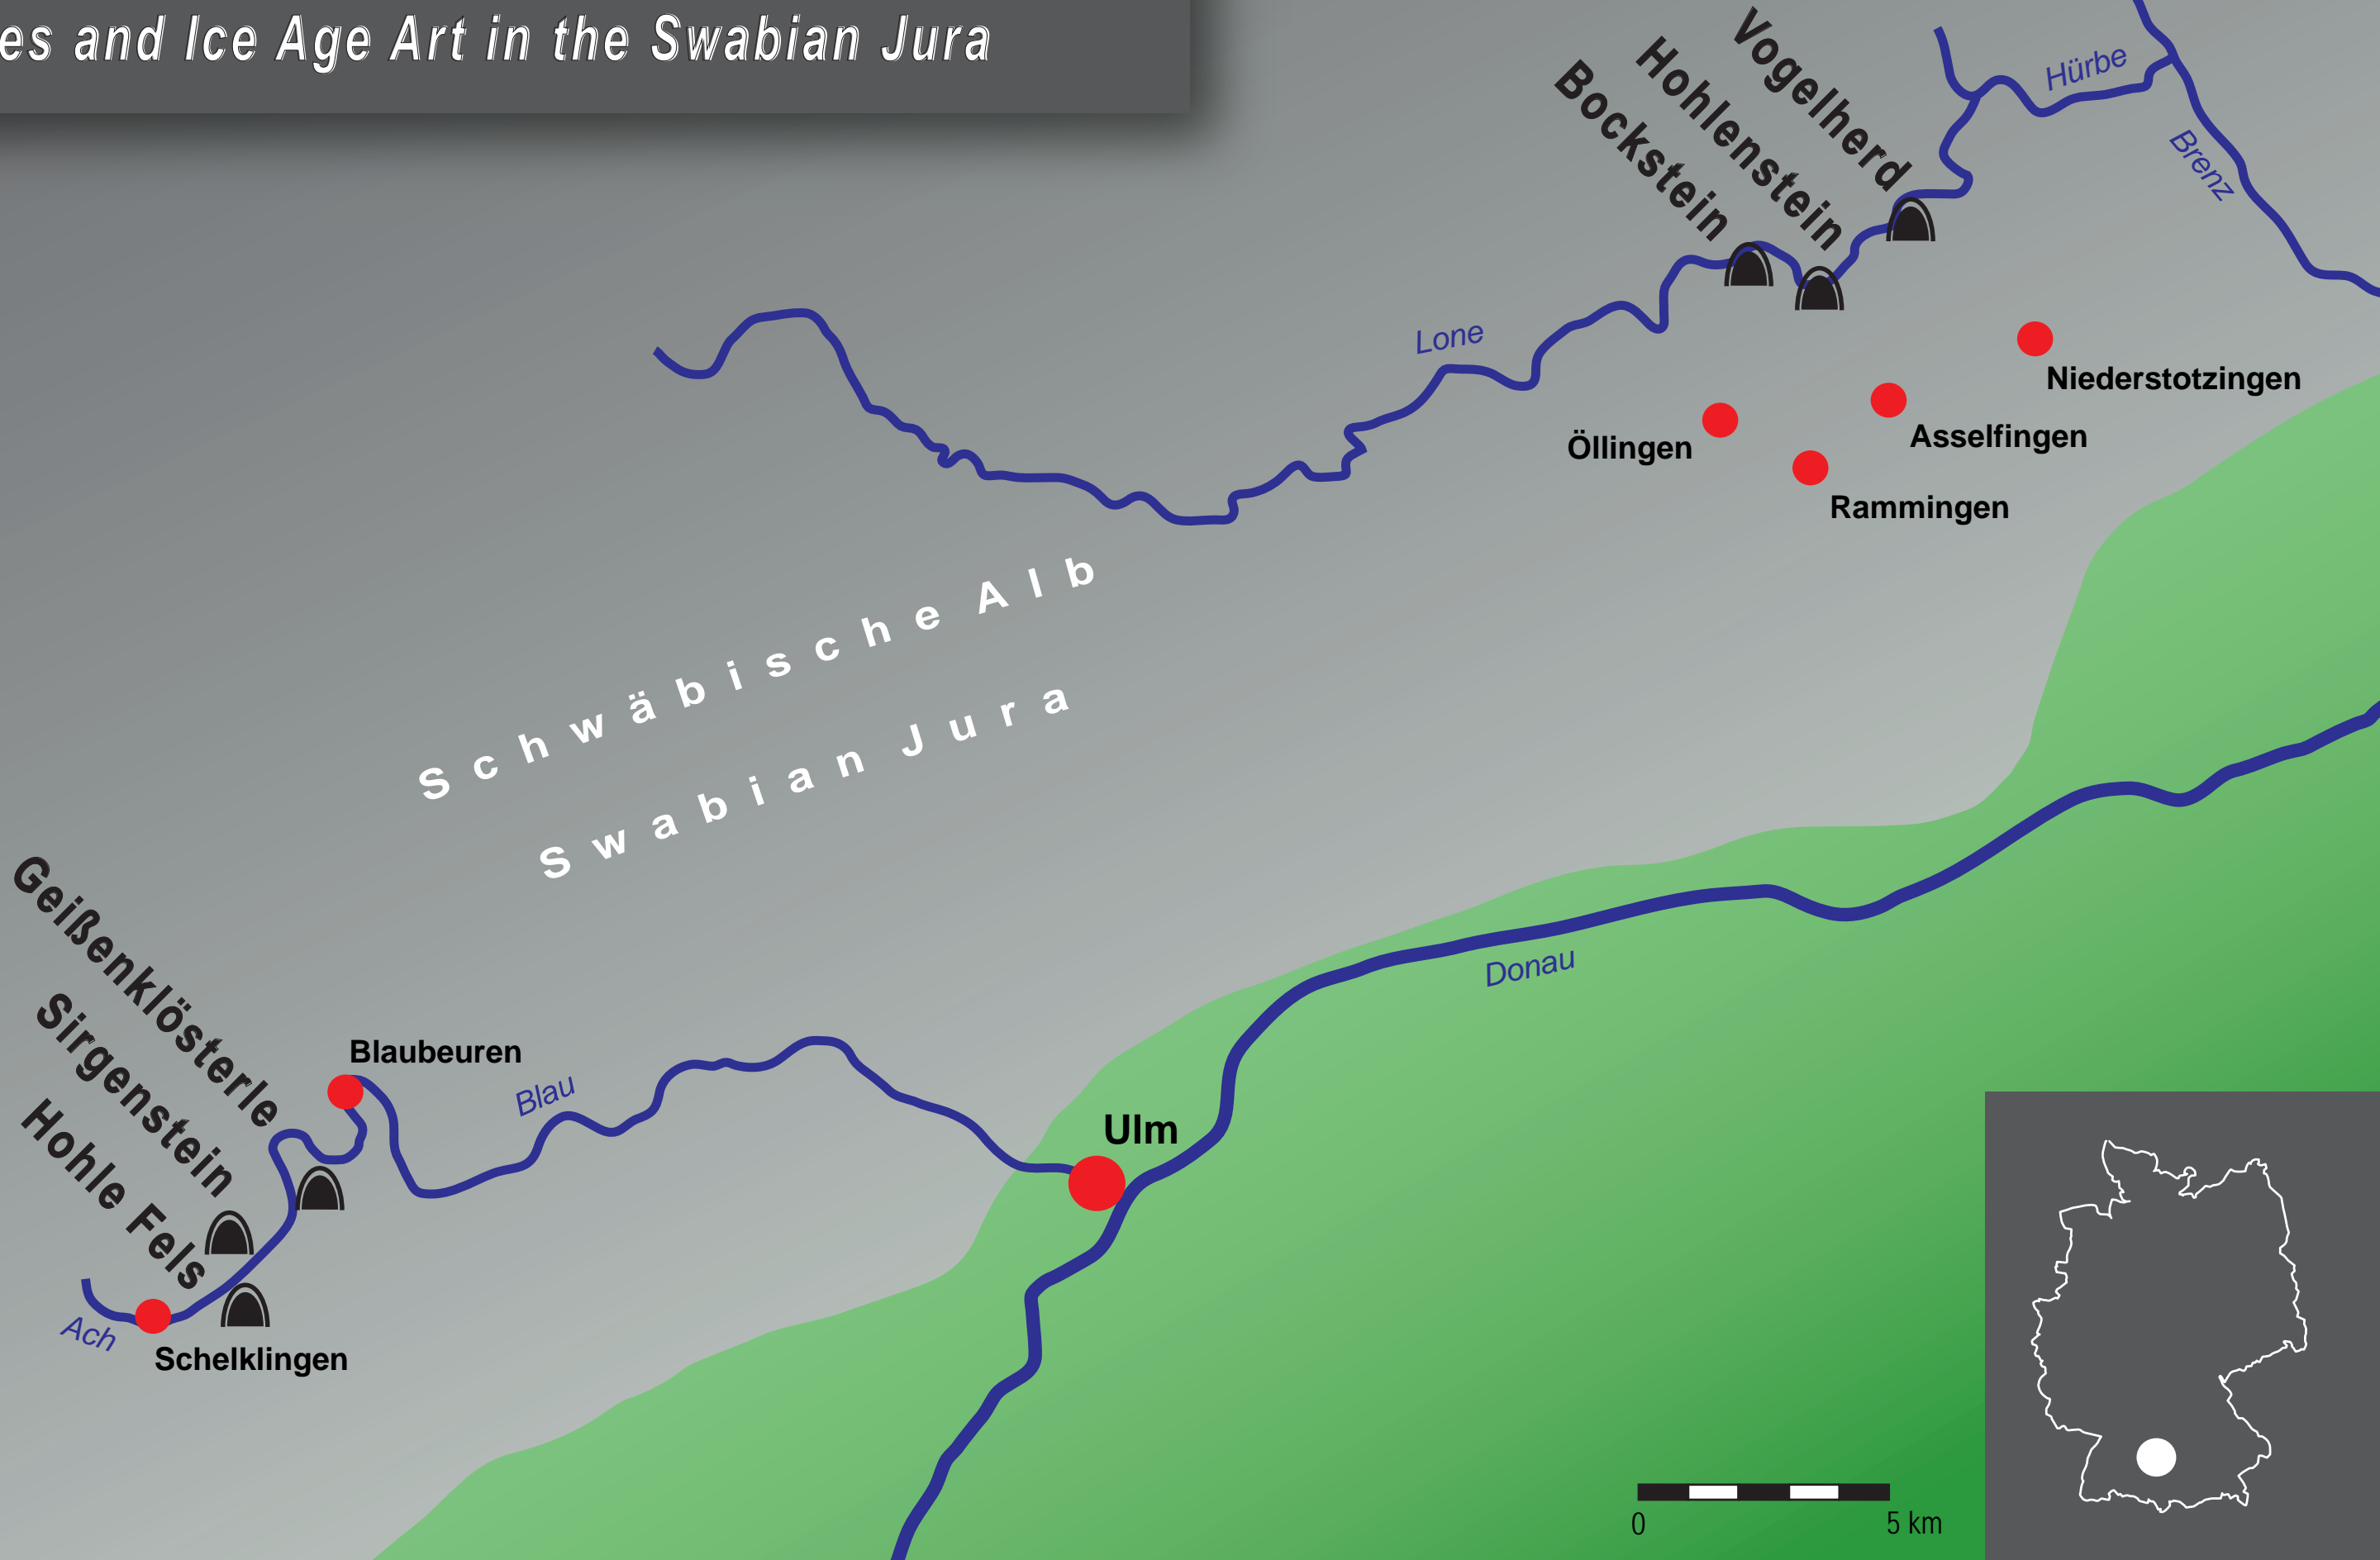 es and Ice Age Art in the Swabian Jura
Vogelherd
Hohlenstein
Bockstein
Hürbe
Brenz
Lone
Niederstotzingen
Asselfingen
Öllingen
Rammingen
Schwäbische Alb
Swabian Jura
Geißenklösterle
Sirgenstein
Hohle Fels
Blaubeuren
Blau
Ulm
Donau
Ach
Schelklingen
0 5 km